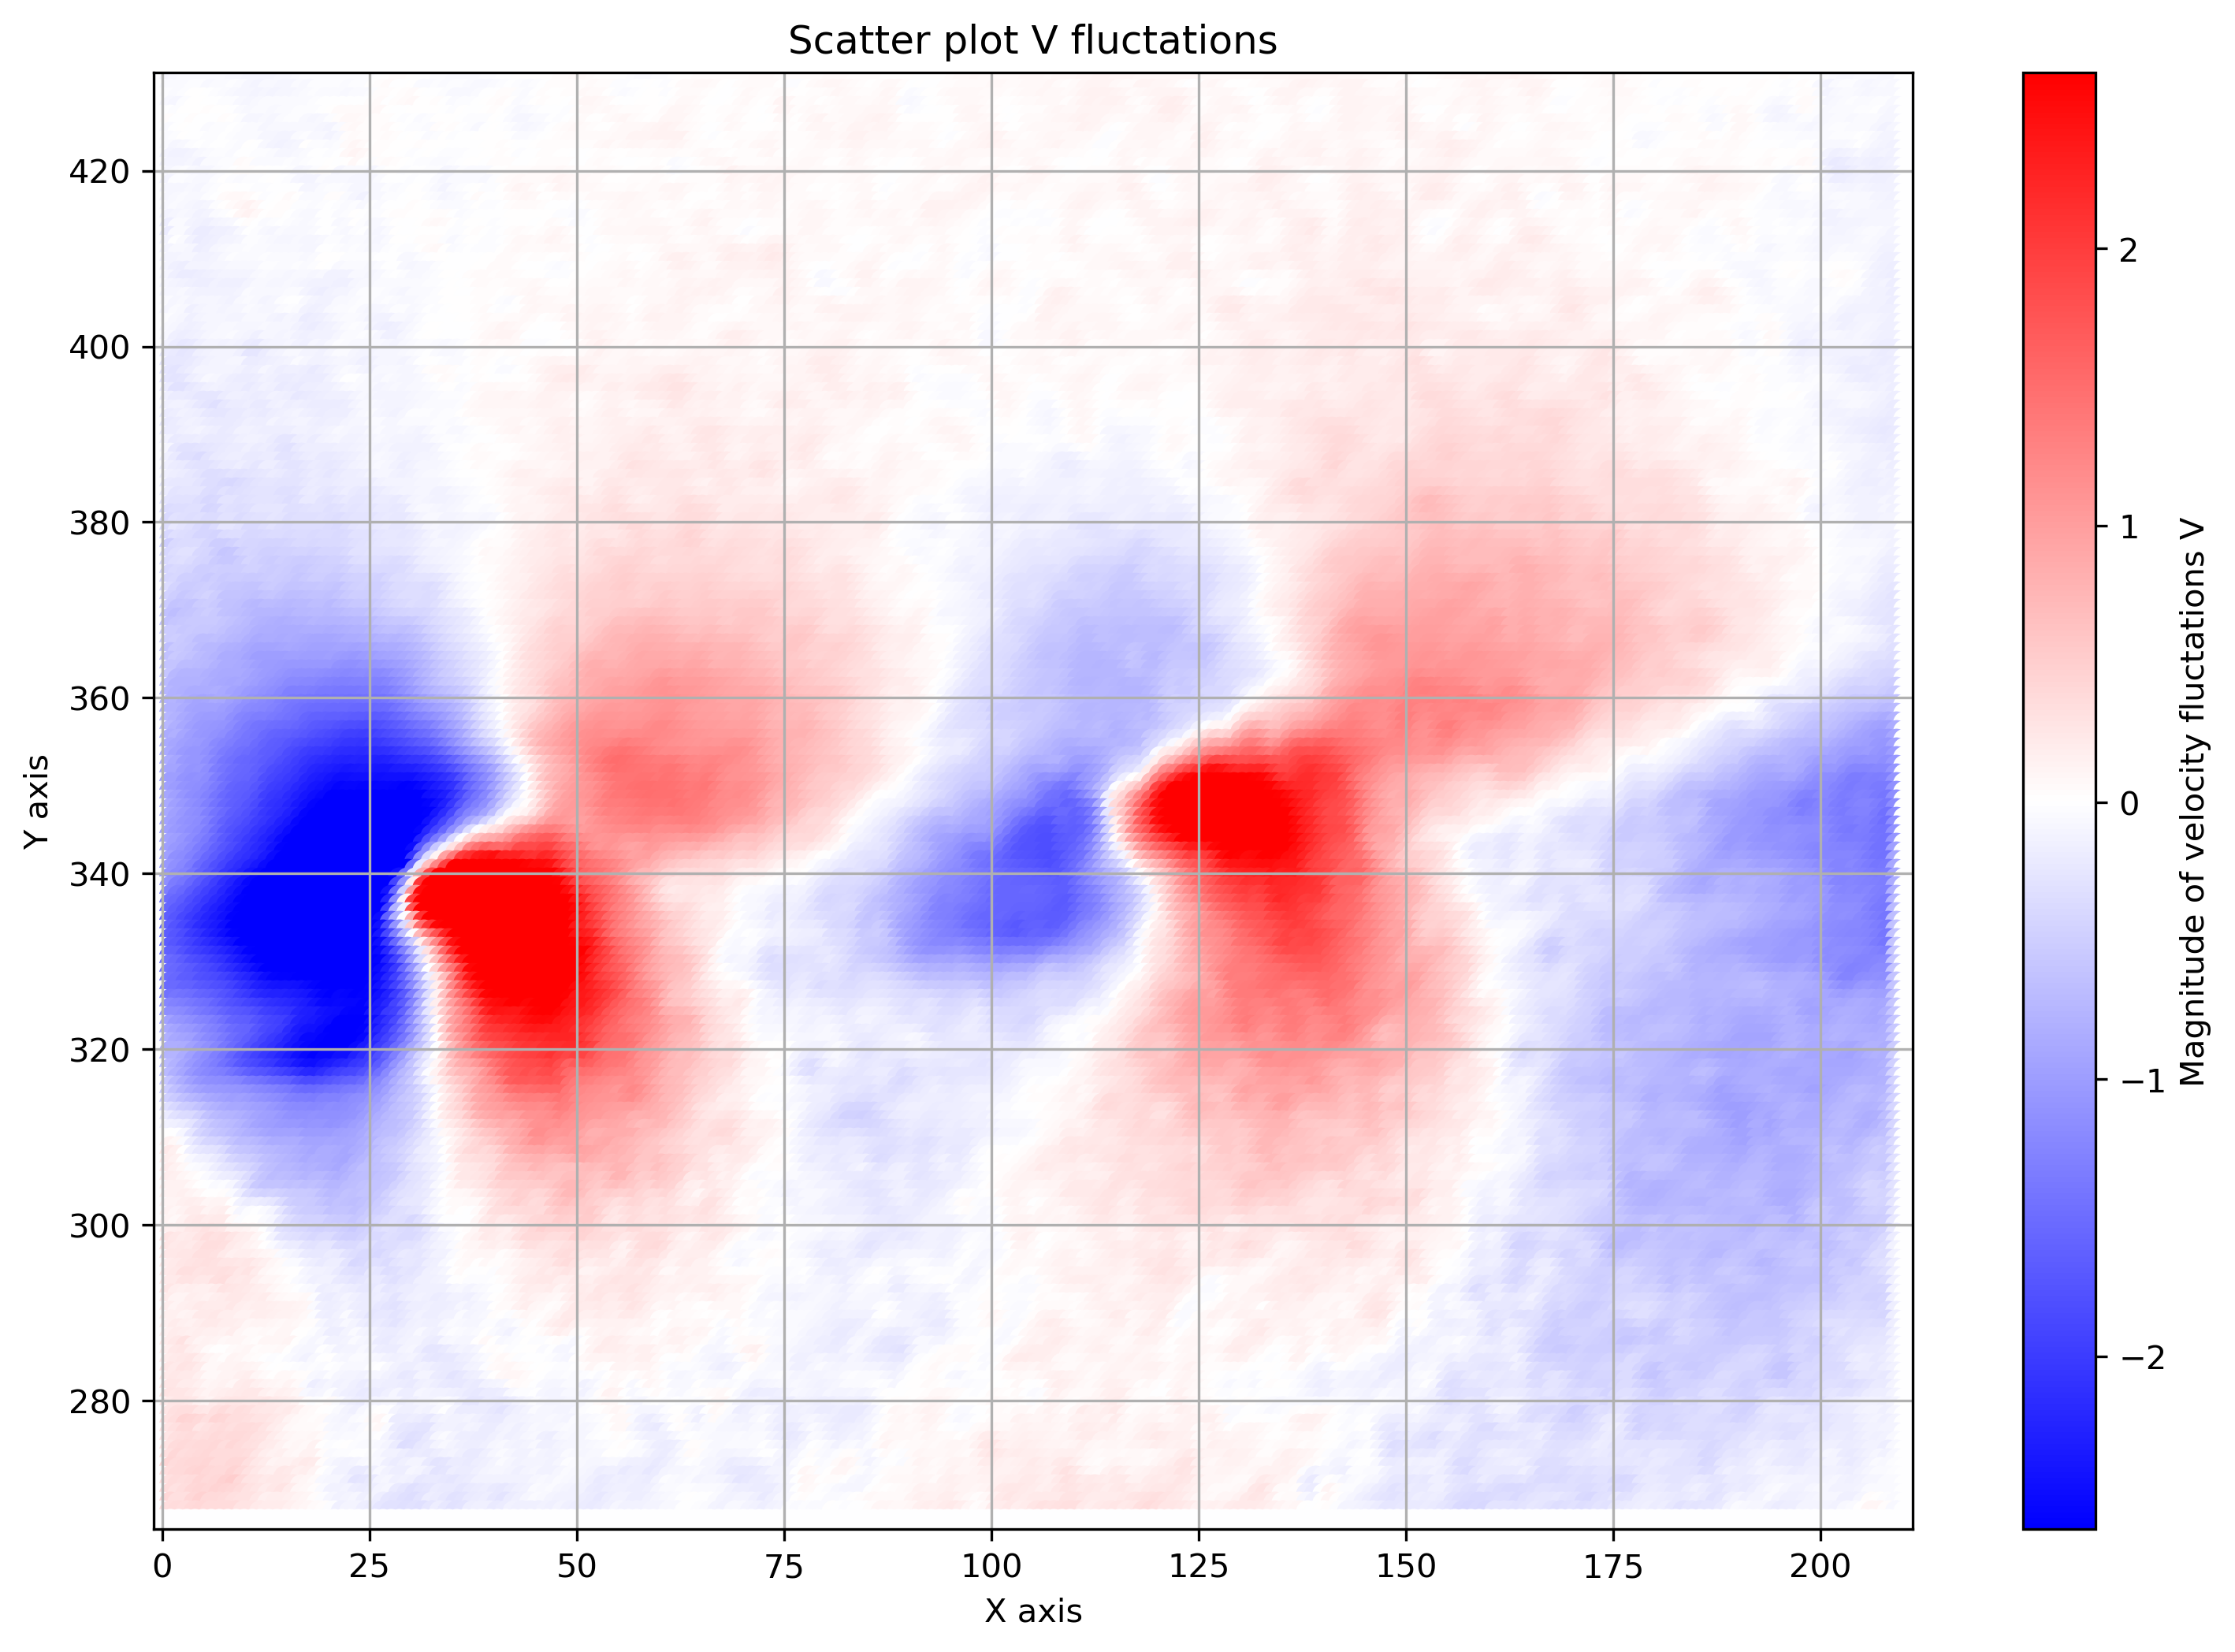 Scatter plot V fluctations
420
400
380
360
340
320
300
280
Y axis
0 25 50 75 100 125 150 175 200
X axis
2
1
0
−1
−2
Magnitude of velocity fluctations V